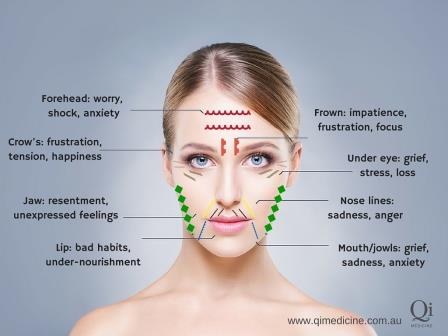 Forehead: worry,
shock, anxiety
Frown: impatience,
frustration, focus
Crow's: frustration,
tension, happiness
Under eye: grief,
stress, loss
Jaw: resentment,
unexpressed feelings
Nose lines:
sadness, anger
Lip: bad habits,
under-nourishment
Mouth/jowls: grief,
sadness, anxiety
www.qimedicine.com.au
Qi
MEDICINE